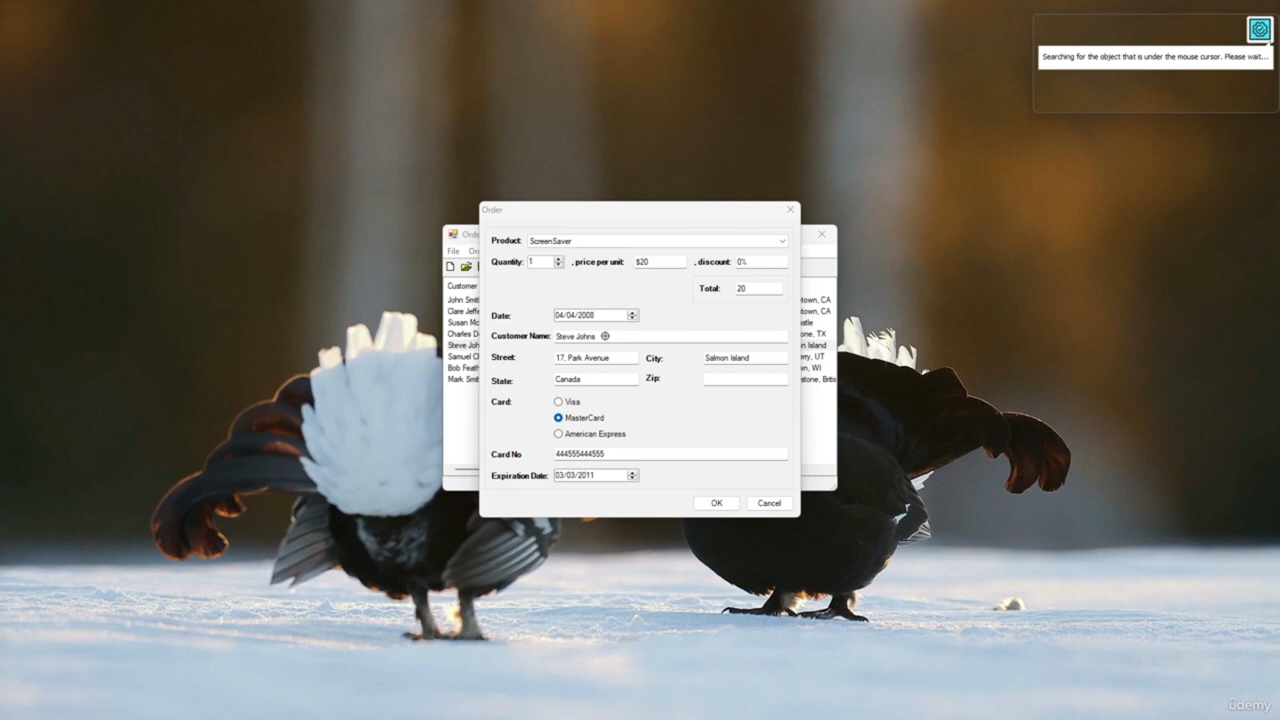 Searching for the object that is under the mouse cursor. Please wait...
Order
Product: ScreenSaver
Quantity: 1 , price per unit: $20 , discount: 0%
Total: 20
Date: 04/04/2008
Customer Name: Steve Johns
Street: 17, Park Avenue City: Salmon Island
State: Canada Zip:
Card: Visa
MasterCard
American Express
Card No 444555444555
Expiration Date: 03/03/2011
OK Cancel
File
Customer
John Smit
Clare Jeffe
Susan Mc
Charles D
Steve Joh
Samuel Cl
Bob Feath
Mark Smit
town, CA
town, CA
stle
one, TX
n Island
rry, UT
vn, WI
stone, Britis
ûdemy